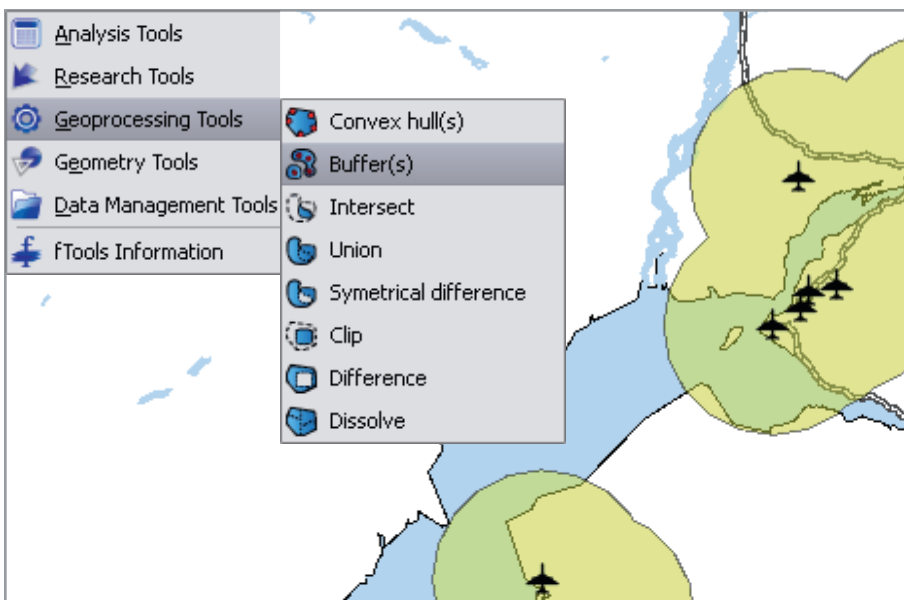 Analysis Tools
Research Tools
Geoprocessing Tools
Geometry Tools
Data Management Tools
fTools Information
Convex hull(s)
Buffer(s)
Intersect
Union
Symetrical difference
Clip
Difference
Dissolve